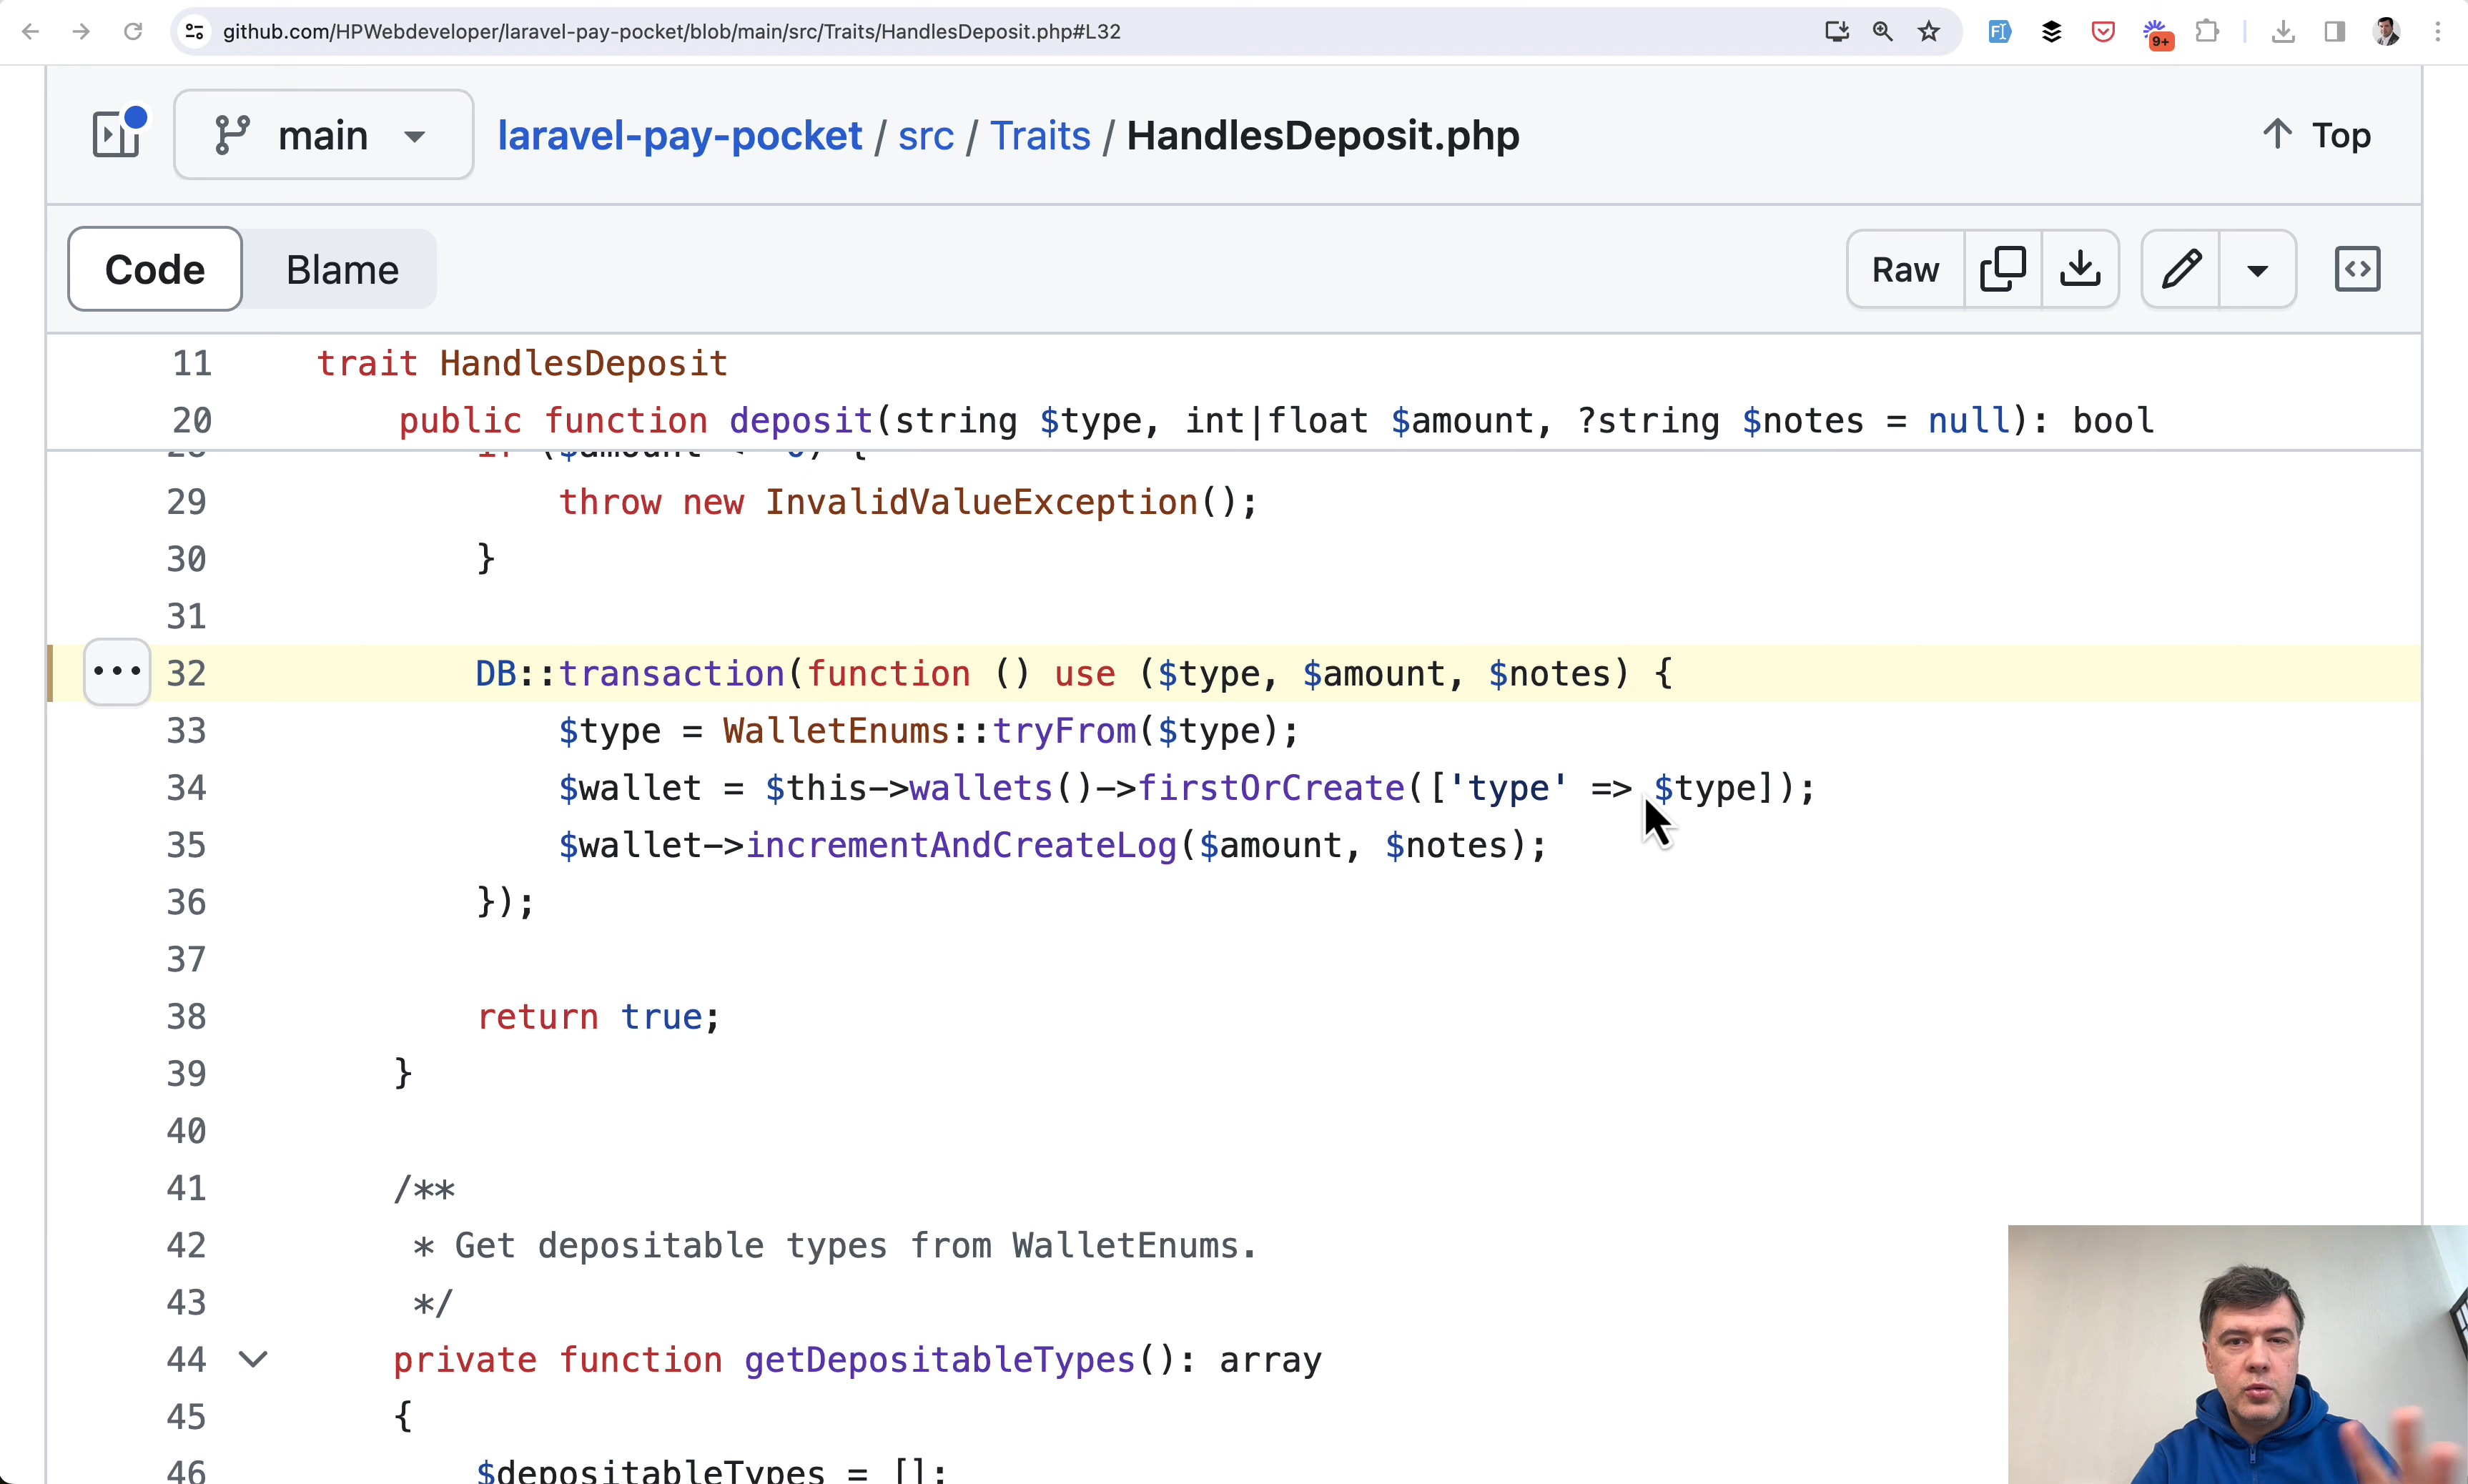 github.com/HPWebdeveloper/laravel-pay-pocket/blob/main/src/Traits/HandlesDeposit.php#L32
9+
main
laravel-pay-pocket / src / Traits / HandlesDeposit.php
Top
Code
Blame
Raw
11 trait HandlesDeposit
20 public function deposit(string $type, int|float $amount, ?string $notes = null): bool
29 throw new InvalidValueException();
30 }
31
32 DB::transaction(function () use ($type, $amount, $notes) {
33 $type = WalletEnums::tryFrom($type);
34 $wallet = $this->wallets()->firstOrCreate(['type' => $type]);
35 $wallet->incrementAndCreateLog($amount, $notes);
36 });
37
38 return true;
39 }
40
41 /**
42 * Get depositable types from WalletEnums.
43 */
44 private function getDepositableTypes(): array
45 {
46 $depositableTypes = [];